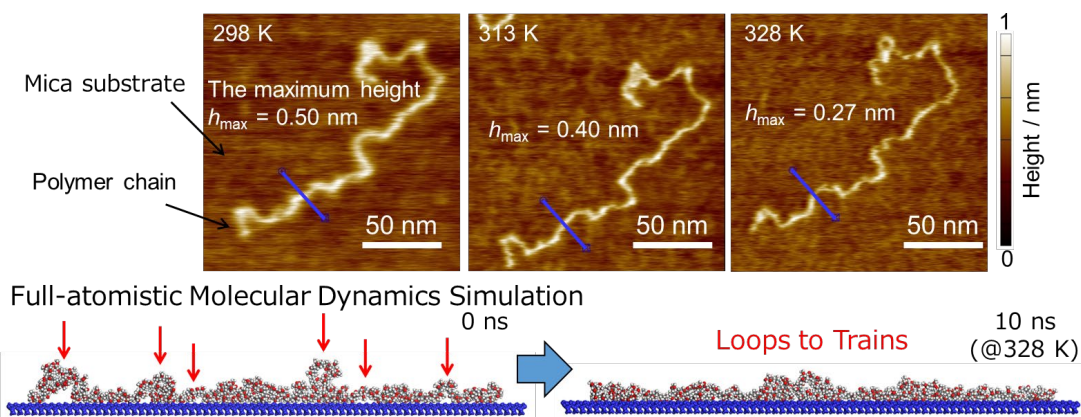 298 K
313 K
328 K
1
Mica substrate
The maximum height
hmax = 0.50 nm
hmax = 0.40 nm
hmax = 0.27 nm
Height / nm
Polymer chain
50 nm
50 nm
50 nm
0
Full-atomistic Molecular Dynamics Simulation
0 ns
Loops to Trains
10 ns
(@328 K)